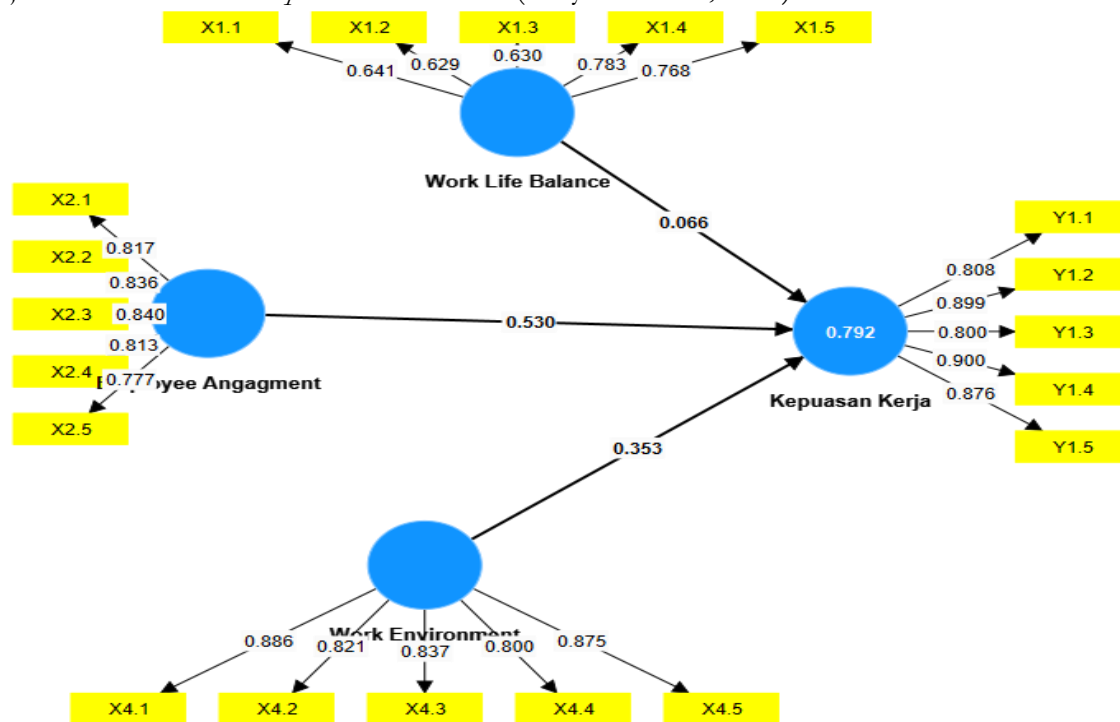 X1.1 X1.2 X1.3 X1.4 X1.5
0.641 0.629 0.630 0.783 0.768
Work Life Balance
0.066
X2.1
X2.2
X2.3
X2.4
X2.5
0.817
0.836
0.840
0.813
0.777
Angagment
0.530
0.792
Kepuasan Kerja
0.808
0.899
0.800
0.900
0.876
Y1.1
Y1.2
Y1.3
Y1.4
Y1.5
0.353
Work Environment
0.886 0.821 0.837 0.800 0.875
X4.1 X4.2 X4.3 X4.4 X4.5